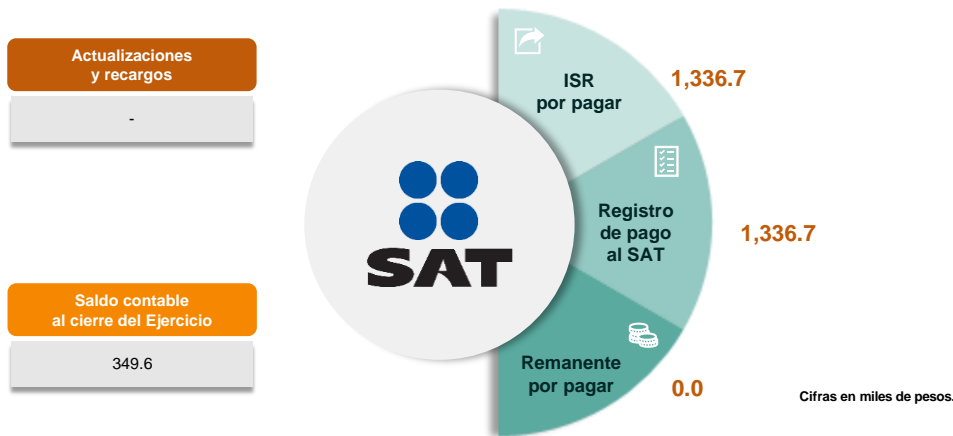 Actualizaciones
y recargos
-
Saldo contable
al cierre del Ejercicio
349.6
SAT
ISR
por pagar
1,336.7
Registro
de pago
al SAT
1,336.7
Remanente
por pagar
0.0
Cifras en miles de pesos.